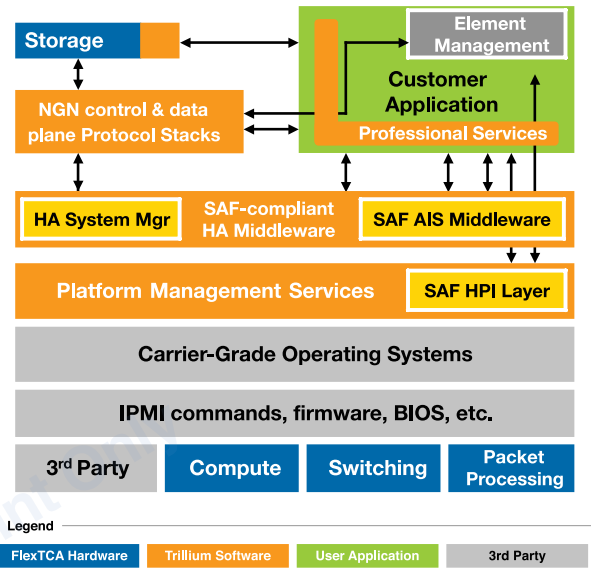 Storage
Element
Management
Customer
Application
NGN control & data
plane Protocol Stacks
Professional Services
HA System Mgr
SAF-compliant
HA Middleware
SAF AIS Middleware
Platform Management Services
SAF HPI Layer
Carrier-Grade Operating Systems
IPMI commands, firmware, BIOS, etc.
3rd Party
Compute
Switching
Packet
Processing
Legend
FlexTCA Hardware
Trillium Software
User Application
3rd Party